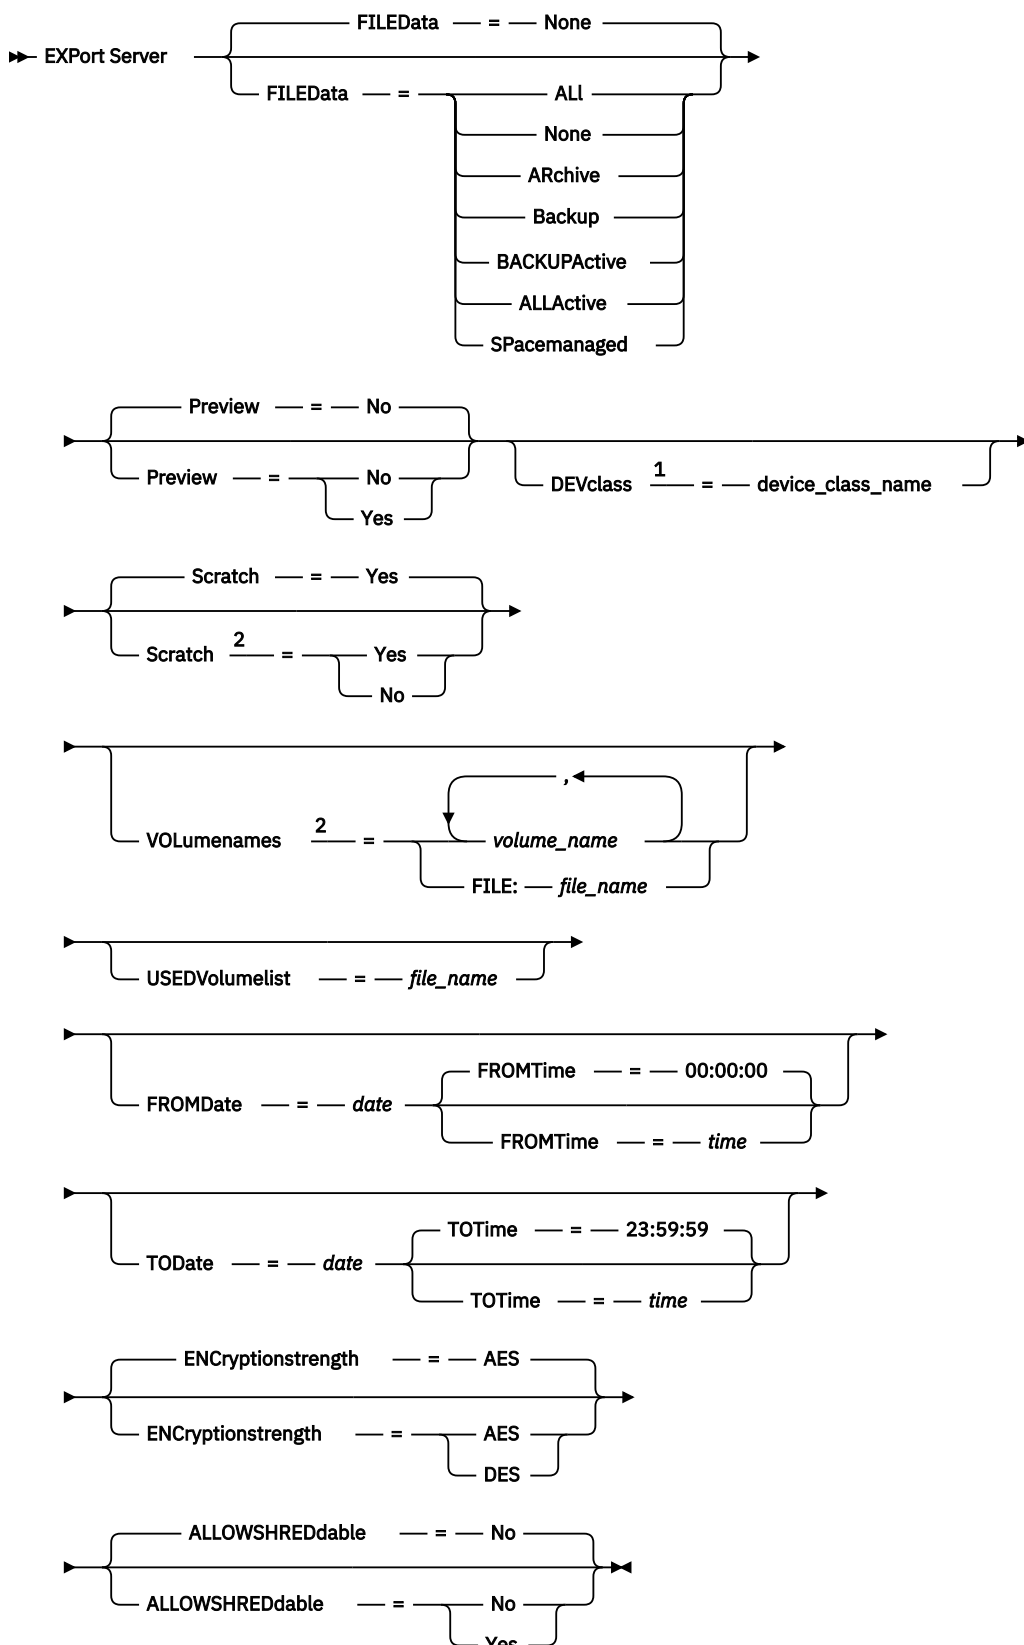 FILEData = None
EXPort Server
FILEData = ALl
None
ARchive
Backup
BACKUPActive
ALLActive
SPacemanaged
Preview = No
Preview = No
Yes
DEVclass 1 = device_class_name
Scratch = Yes
Scratch 2 = Yes
No
,
VOLumenames 2 = volume_name
FILE: file_name
USEDVolumelist = file_name
FROMTime = 00:00:00
FROMDate = date
FROMTime = time
TOTime = 23:59:59
TODate = date
TOTime = time
ENCryptionstrength = AES
ENCryptionstrength = AES
DES
ALLOWSHREDdable = No
ALLOWSHREDdable = No
Yes